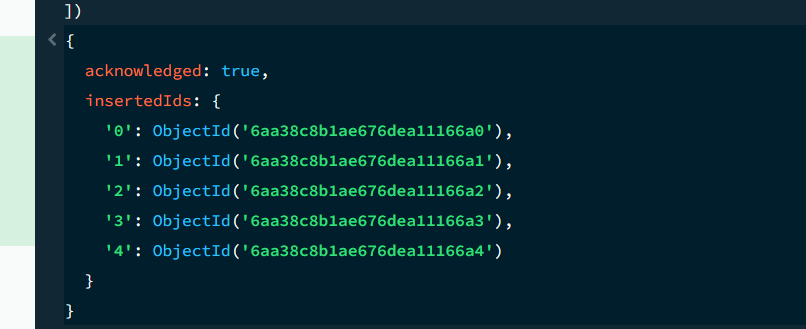 ])
{
acknowledged: true,
insertedIds: {
'0': ObjectId('6aa38c8b1ae676dea11166a0'),
'1': ObjectId('6aa38c8b1ae676dea11166a1'),
'2': ObjectId('6aa38c8b1ae676dea11166a2'),
'3': ObjectId('6aa38c8b1ae676dea11166a3'),
'4': ObjectId('6aa38c8b1ae676dea11166a4')
}
}